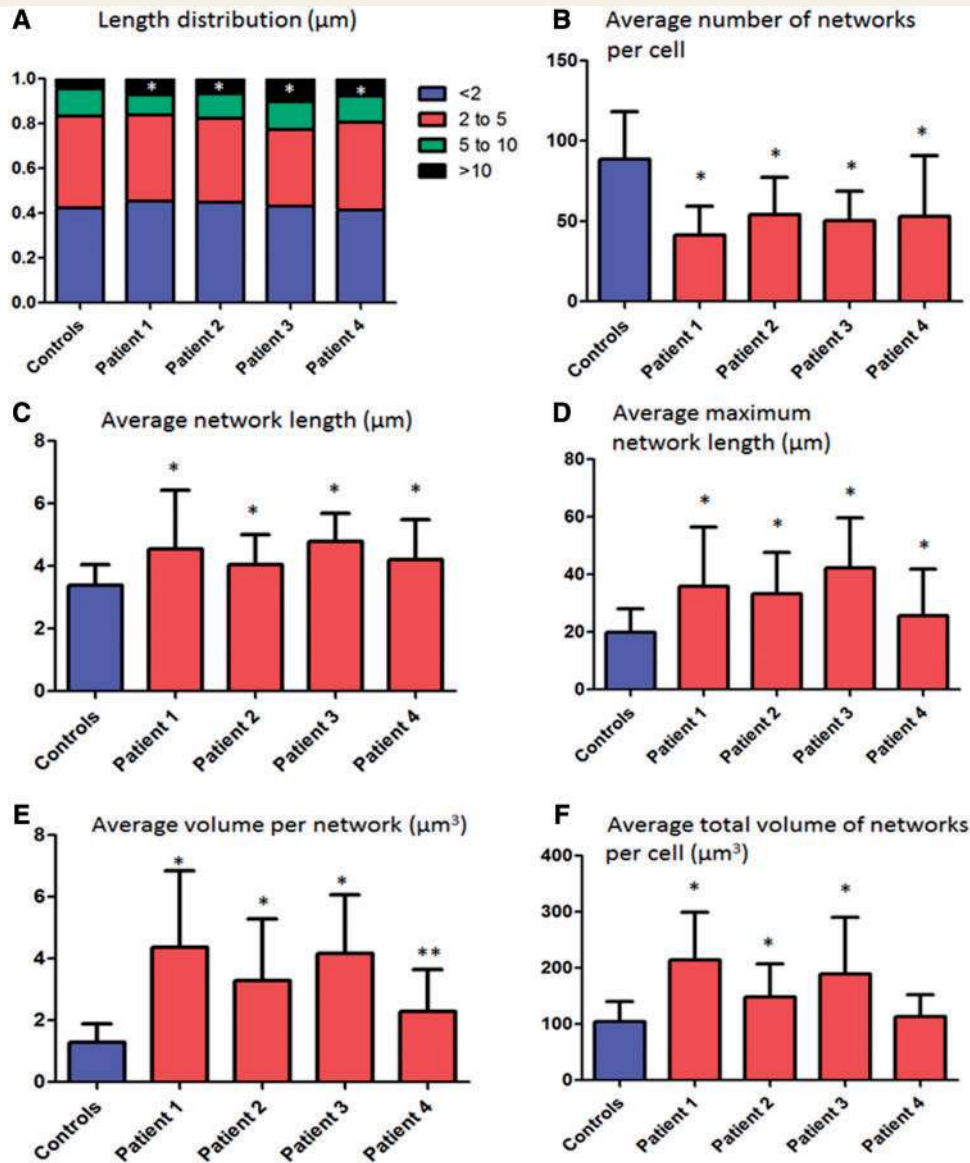 A
Length distribution (μm)
1.0
0.8
0.6
0.4
0.2
0.0
*
*
*
*
<2
2 to 5
5 to 10
>10
Controls
Patient 1
Patient 2
Patient 3
Patient 4
B
Average number of networks
per cell
150
100
50
0
*
*
*
*
Controls
Patient 1
Patient 2
Patient 3
Patient 4
C
Average network length (μm)
8
6
4
2
0
*
*
*
*
Controls
Patient 1
Patient 2
Patient 3
Patient 4
D
Average maximum
network length (μm)
80
60
40
20
0
*
*
*
*
Controls
Patient 1
Patient 2
Patient 3
Patient 4
E
Average volume per network (μm³)
8
6
4
2
0
*
*
*
**
Controls
Patient 1
Patient 2
Patient 3
Patient 4
F
Average total volume of networks
per cell (μm³)
400
300
200
100
0
*
*
*
Controls
Patient 1
Patient 2
Patient 3
Patient 4